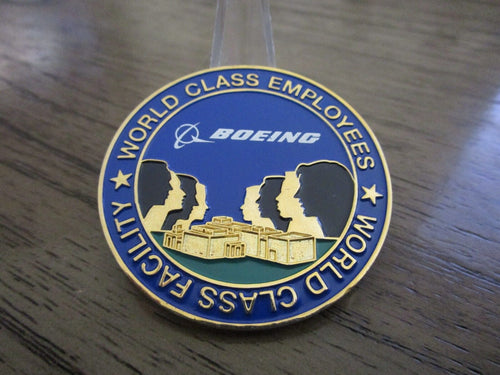 WORLD CLASS EMPLOYEES
BOEING
WORLD CLASS FACILITY